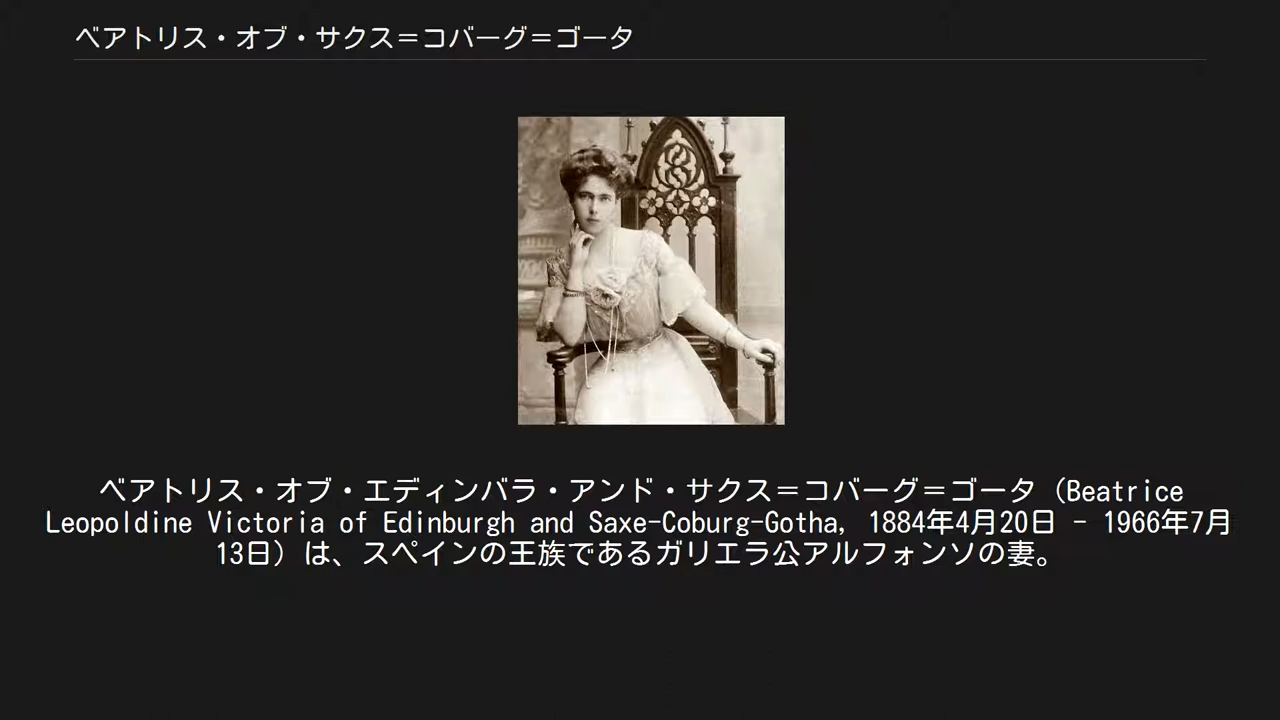 ベアトリス・オブ・サクス＝コバーグ＝ゴータ
ベアトリス・オブ・エディンバラ・アンド・サクス＝コバーグ＝ゴータ（Beatrice
Leopoldine Victoria of Edinburgh and Saxe-Coburg-Gotha, 1884年4月20日 - 1966年7月
13日）は、スペインの王族であるガリエラ公アルフォンソの妻。